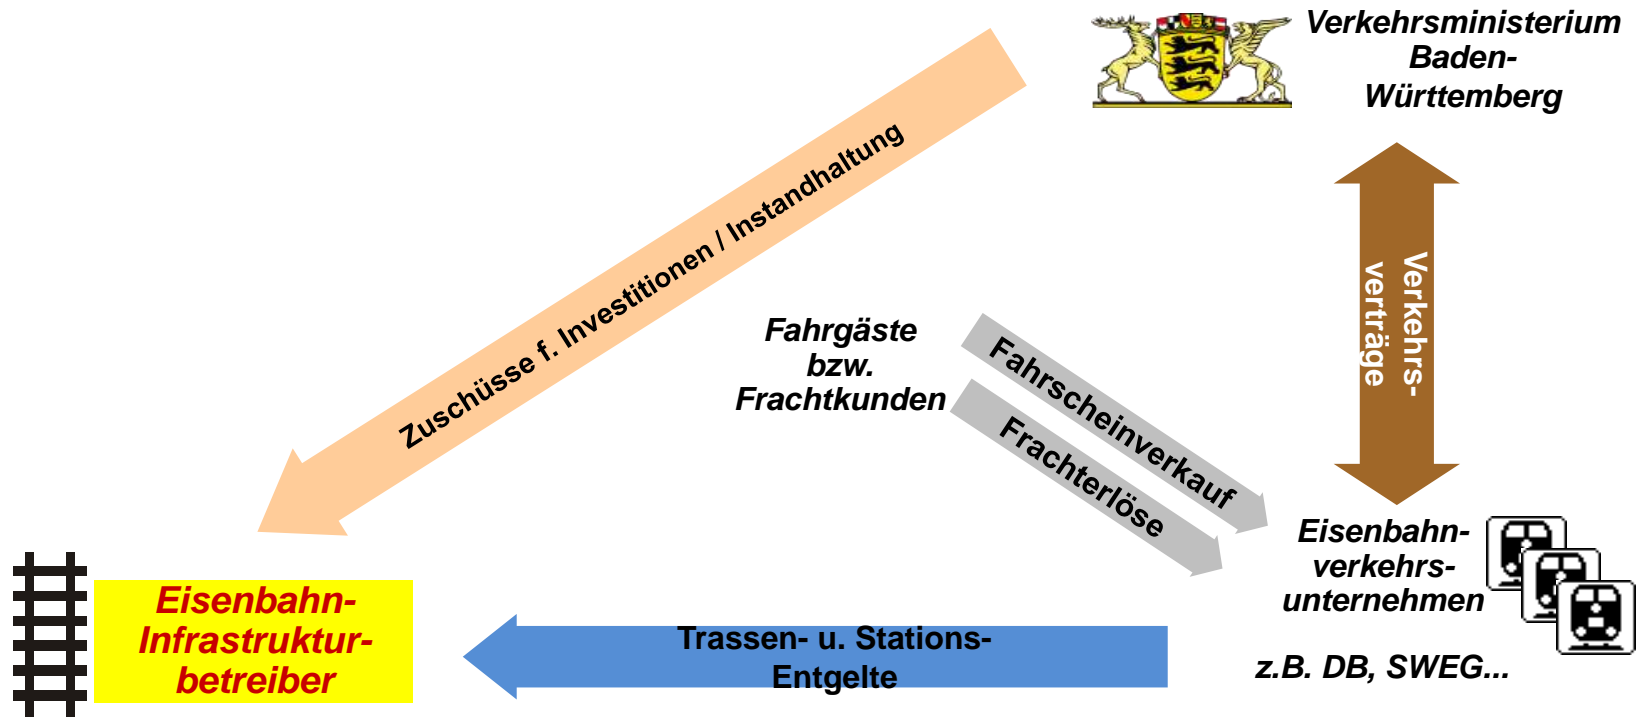 Verkehrsministerium
Baden-
Württemberg
Zuschüsse f. Investitionen / Instandhaltung
Verkehrs-
verträge
Fahrgäste
bzw.
Frachtkunden
Fahrscheinverkauf
Frachterlöse
Eisenbahn-
verkehrs-
unternehmen
z.B. DB, SWEG...
Trassen- u. Stations-
Entgelte
Eisenbahn-
Infrastruktur-
betreiber